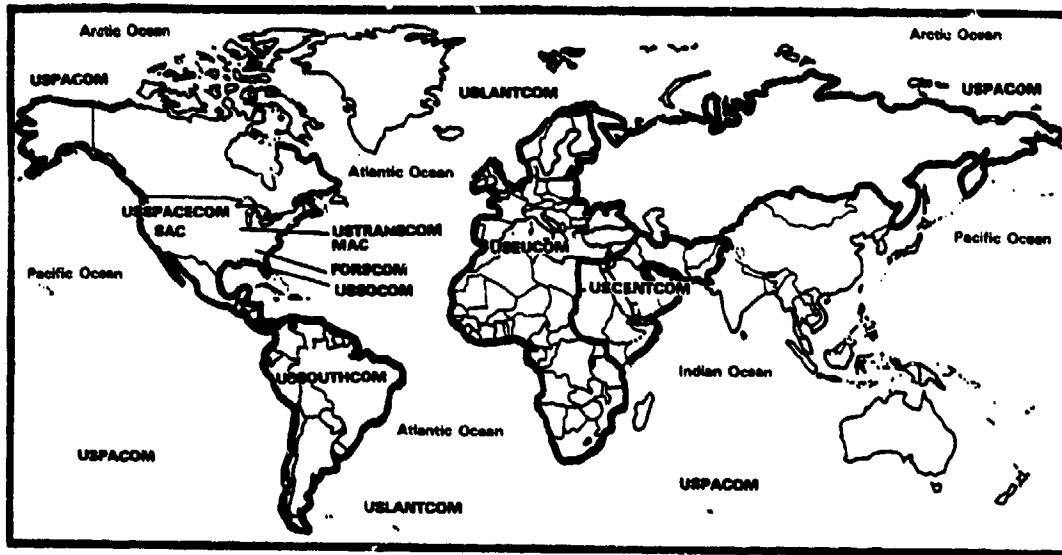 Arctic Ocean
Arctic Ocean
USPACOM
USLANTCOM
USPACOM
Atlantic Ocean
USSPACECOM
SAC
USTRANSCOM
MAC
Pacific Ocean
USEUCOM
Pacific Ocean
FORSCOM
USSOCOM
USCENTCOM
Indian Ocean
USSOUTHCOM
Atlantic Ocean
USPACOM
USPACOM
USLANTCOM